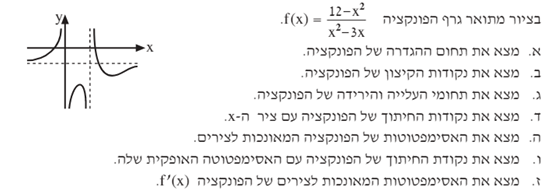 בציור מתואר גרף הפונקציה f(x) = \frac{12-x²}{x²-3x}.
א. מצא את תחום ההגדרה של הפונקציה.
ב. מצא את נקודות הקיצון של הפונקציה.
ג. מצא את תחומי העלייה והירידה של הפונקציה.
ד. מצא את נקודות החיתוך של הפונקציה עם ציר ה-x.
ה. מצא את האסימפטוטות של הפונקציה המאונכות לצירים.
ו. מצא את נקודת החיתוך של הפונקציה עם האסימפטוטה האופקית שלה.
ז. מצא את האסימפטוטות המאונכות לצירים של הפונקציה f′(x).
y
x